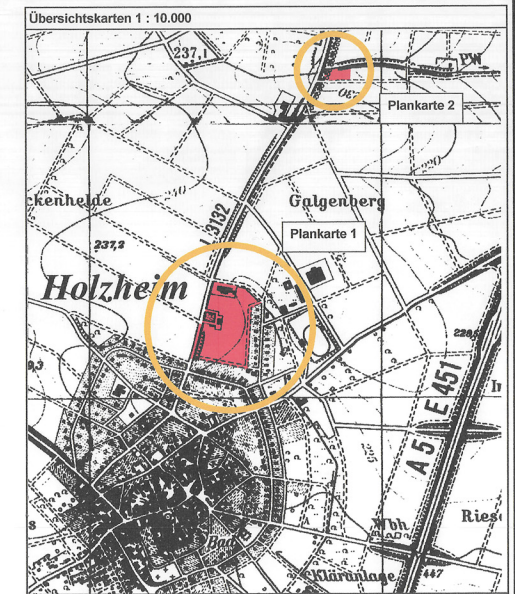 Übersichtskarten 1 : 10.000
237,1
PW
Plankarte 2
ckenhelde
Galgenberg
L 3132
Plankarte 1
237,2
Holzheim
A 5 E 451
225
Ries
Wbh
Bad
Kläranlage
447